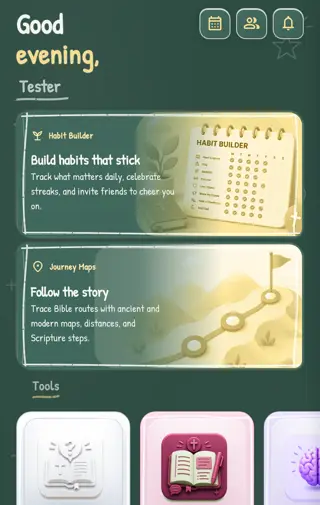 Good
evening,
Tester
Habit Builder
Build habits that stick
Track what matters daily, celebrate
streaks, and invite friends to cheer you
on.
HABIT BUILDER
Journey Maps
Follow the story
Trace Bible routes with ancient and
modern maps, distances, and
Scripture steps.
Tools